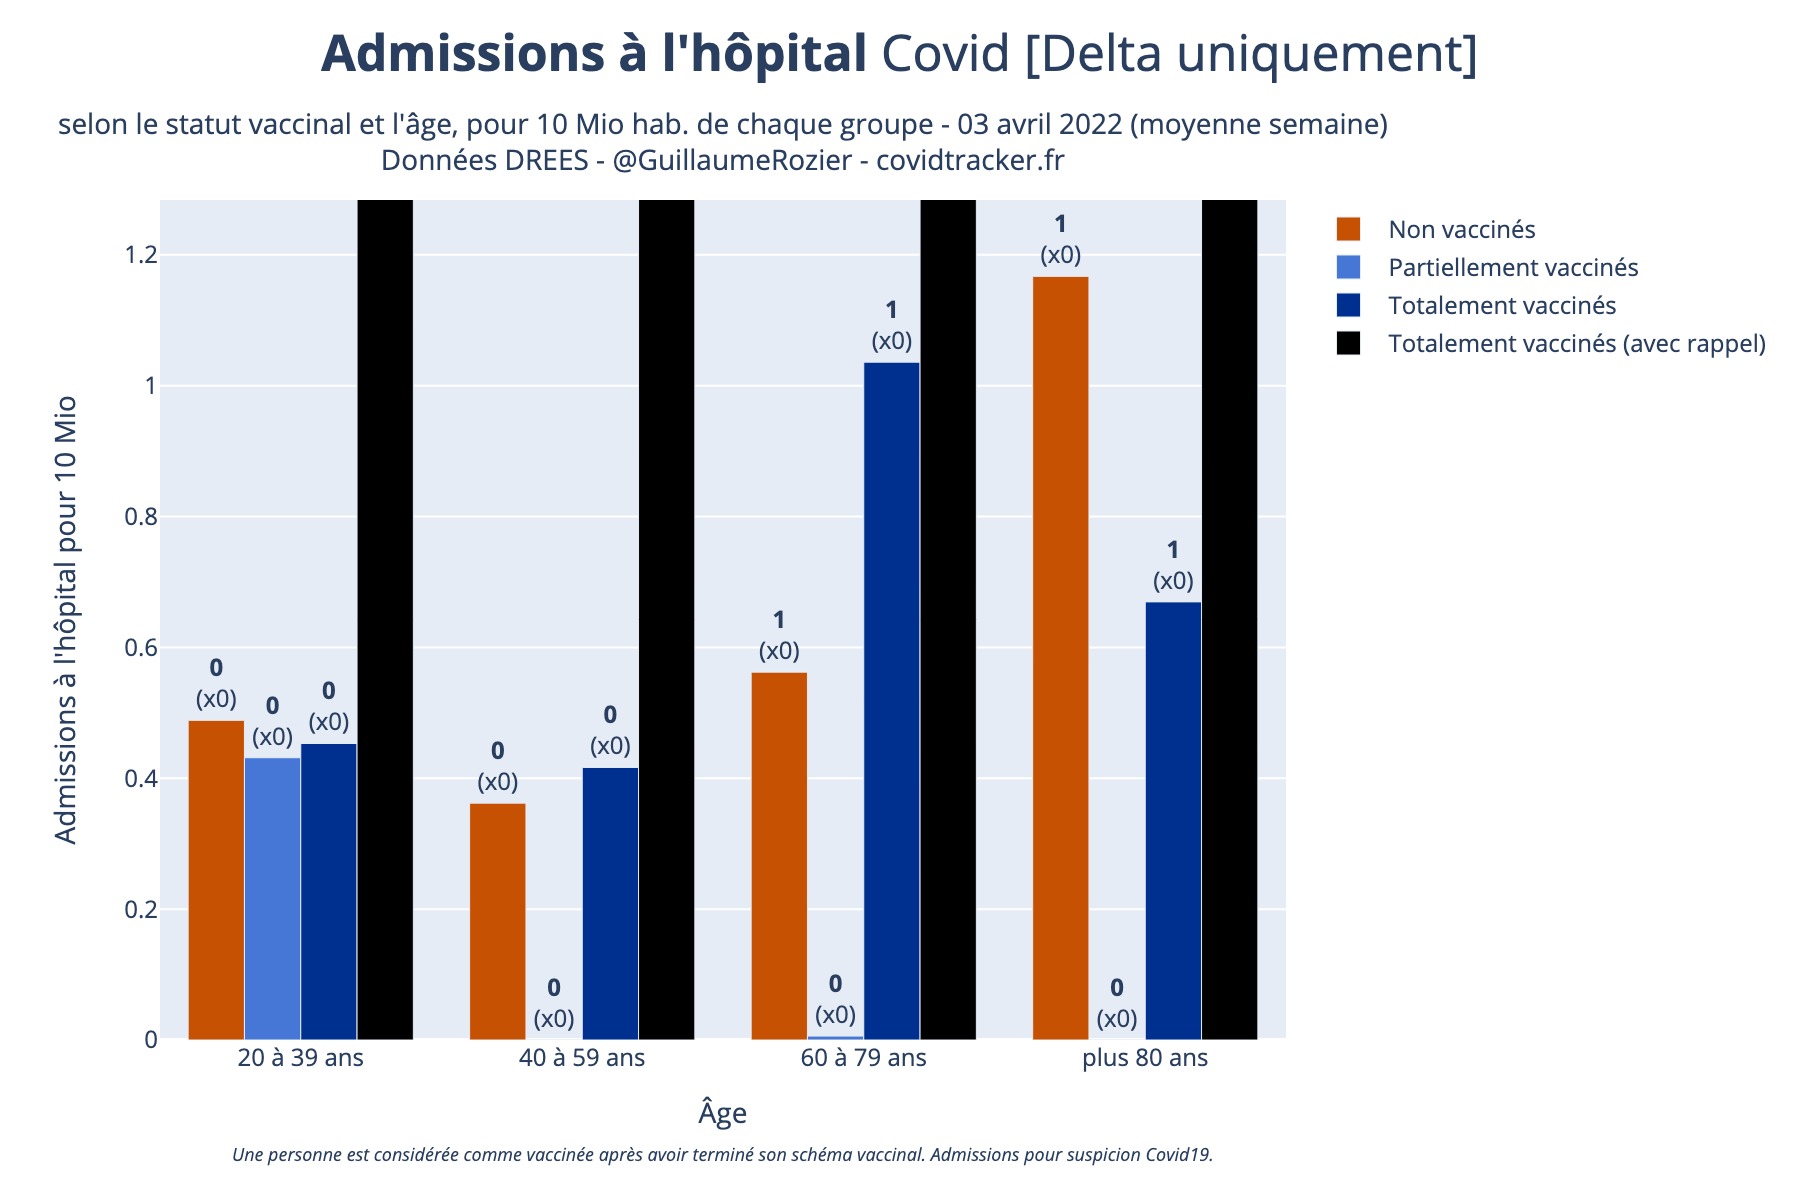 Admissions à l'hôpital Covid [Delta uniquement]
selon le statut vaccinal et l'âge, pour 10 Mio hab. de chaque groupe - 03 avril 2022 (moyenne semaine)
Données DREES - @GuillaumeRozier - covidtracker.fr
Non vaccinés
Partiellement vaccinés
Totalement vaccinés
Totalement vaccinés (avec rappel)
Admissions à l'hôpital pour 10 Mio
1.2
1
0.8
0.6
0.4
0.2
0
0
(x0)
0
(x0)
0
(x0)
0
(x0)
0
(x0)
0
(x0)
1
(x0)
0
(x0)
1
(x0)
1
(x0)
0
(x0)
1
(x0)
20 à 39 ans
40 à 59 ans
60 à 79 ans
plus 80 ans
Âge
Une personne est considérée comme vaccinée après avoir terminé son schéma vaccinal. Admissions pour suspicion Covid19.